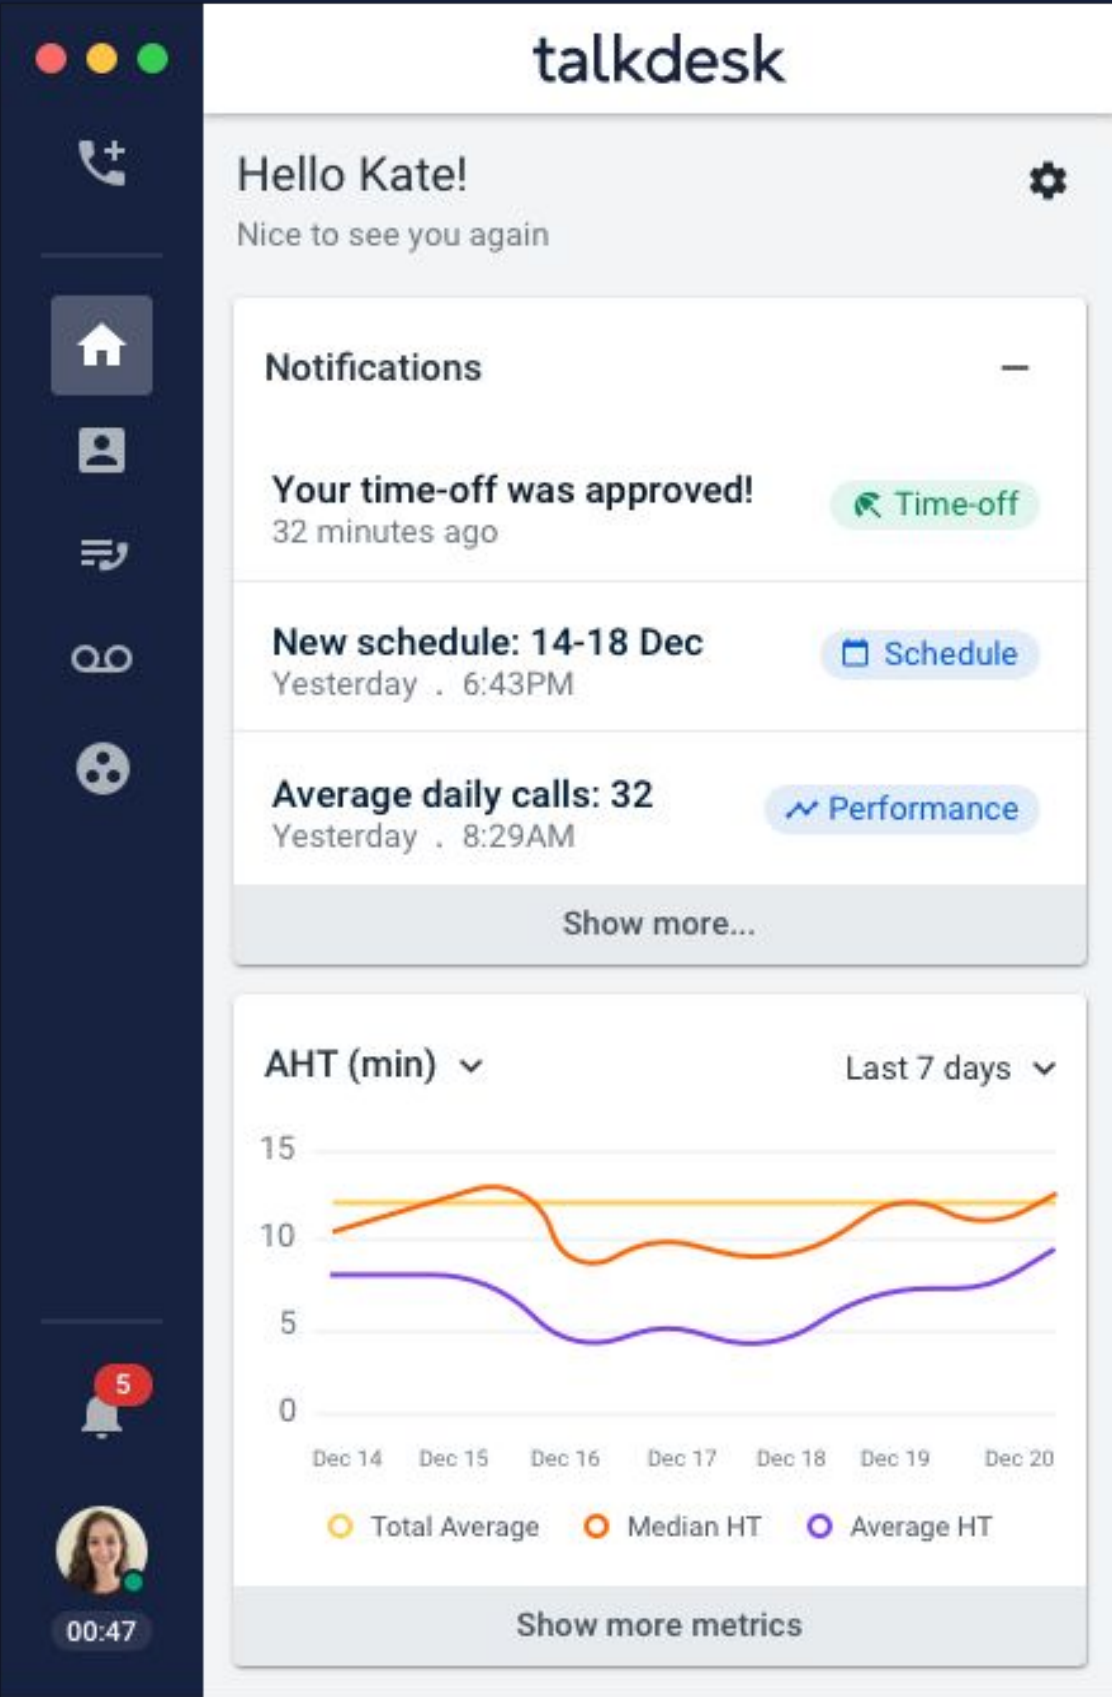 talkdesk
Hello Kate!
Nice to see you again
Notifications
Your time-off was approved!
32 minutes ago
Time-off
New schedule: 14-18 Dec
Yesterday . 6:43PM
Schedule
Average daily calls: 32
Yesterday . 8:29AM
Performance
Show more...
AHT (min)
Last 7 days
15
10
5
0
Dec 14 Dec 15 Dec 16 Dec 17 Dec 18 Dec 19 Dec 20
Total Average Median HT Average HT
Show more metrics
5
00:47